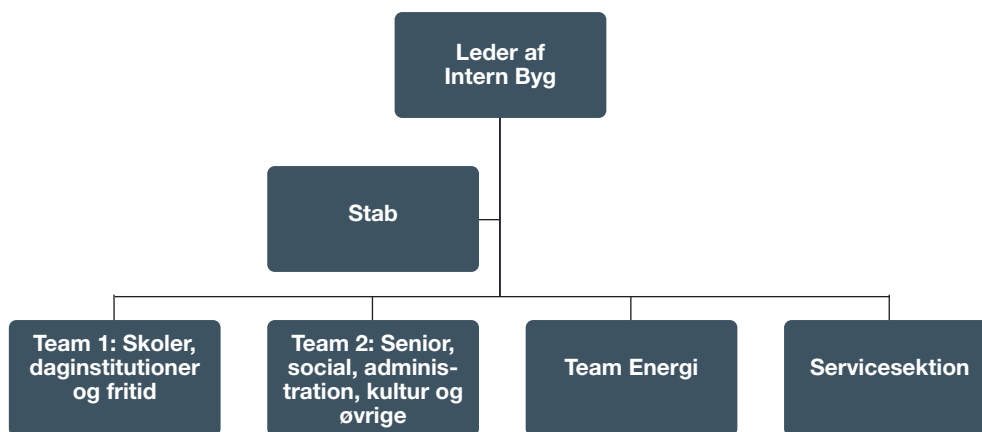 Leder af
Intern Byg
Stab
Team 1: Skoler,
daginstitutioner
og fritid
Team 2: Senior,
social, adminis-
tration, kultur og
øvrige
Team Energi
Servicesektion